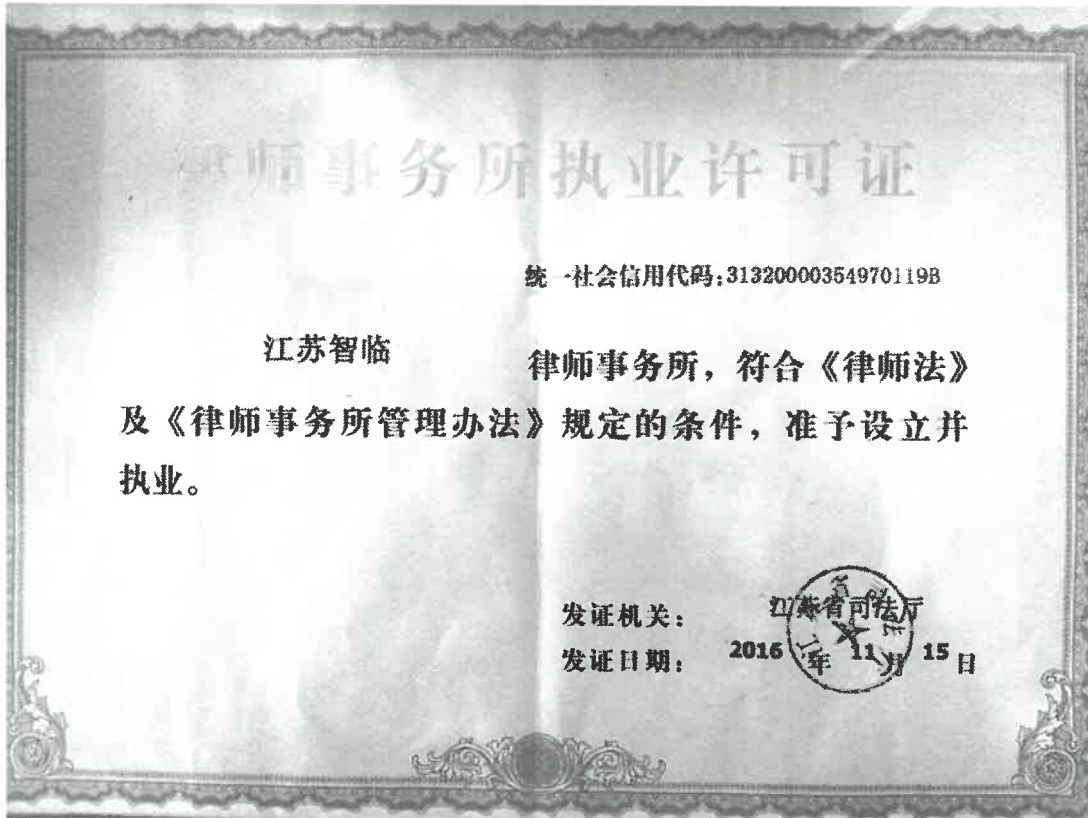 律师事务所执业许可证
统一社会信用代码:31320000354970119B
江苏智临 律师事务所，符合《律师法》
及《律师事务所管理办法》规定的条件，准予设立并
执业。
发证机关： 江苏省司法厅
发证日期： 2016 年 11 月 15 日